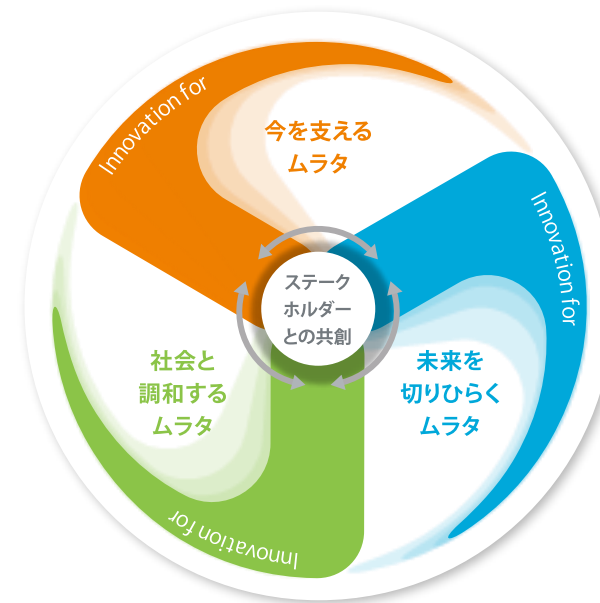 Innovation for
今を支える
ムラタ
Innovation for
未来を
切りひらく
ムラタ
Innovation for
社会と
調和する
ムラタ
ステーク
ホルダー
との共創